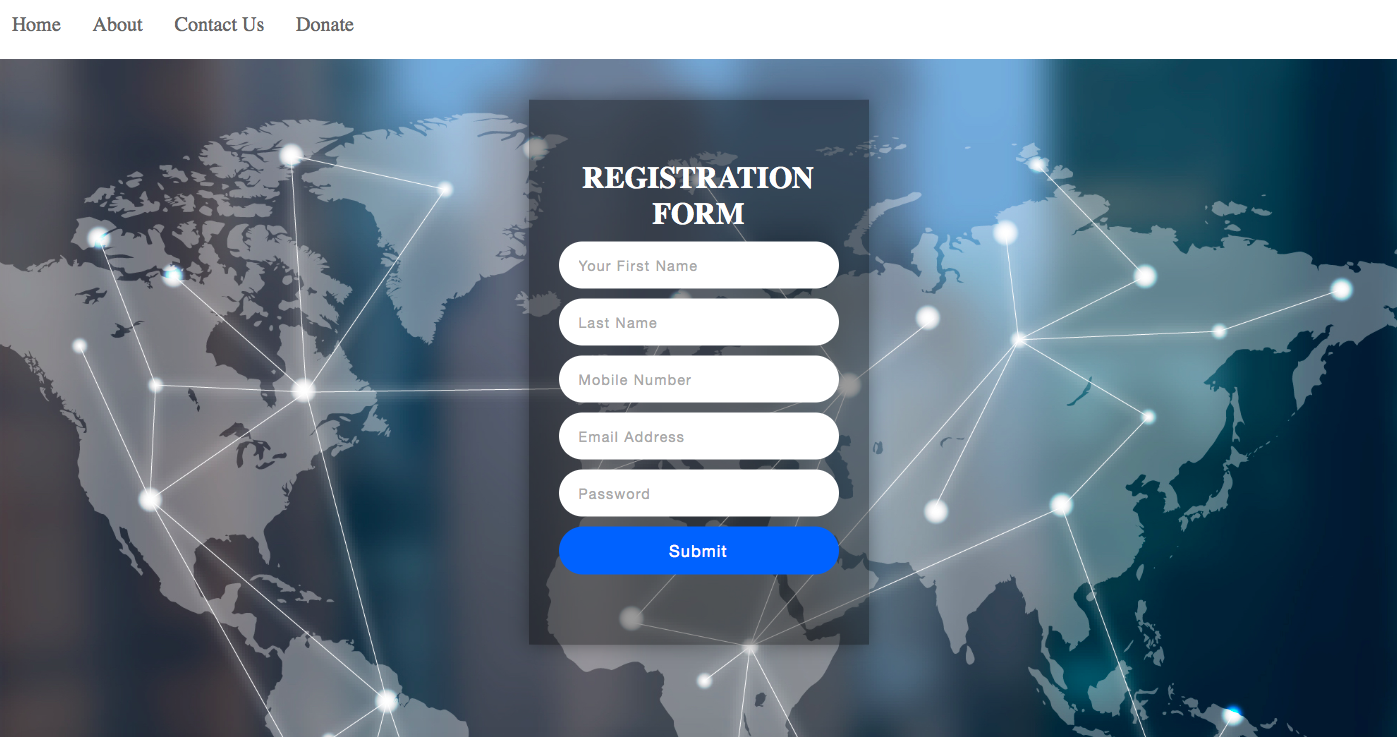 Home About Contact Us Donate
REGISTRATION
FORM
Your First Name
Last Name
Mobile Number
Email Address
Password
Submit